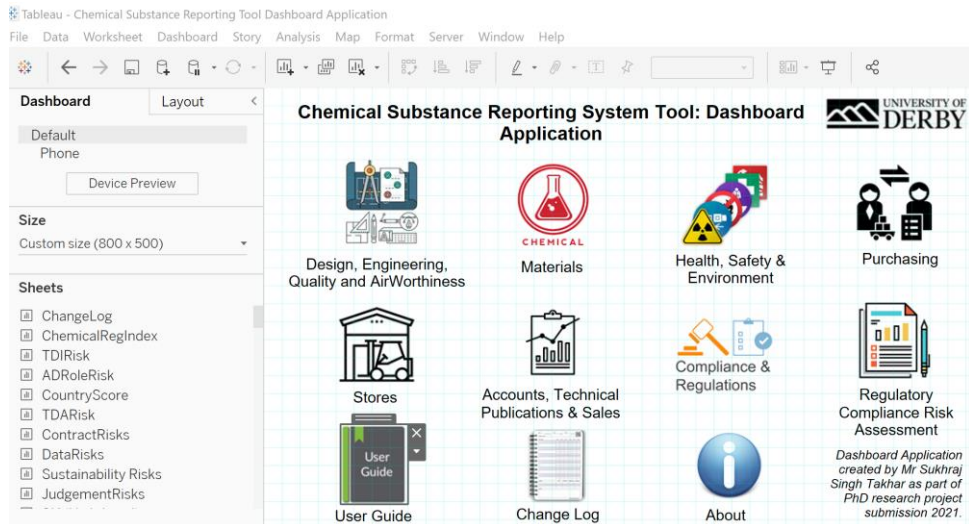 Tableau - Chemical Substance Reporting Tool Dashboard Application
File Data Worksheet Dashboard Story Analysis Map Format Server Window Help
Dashboard Layout
Default
Phone
Device Preview
Size
Custom size (800 x 500)
Sheets
ChangeLog
ChemicalRegIndex
TDIRisk
ADRoleRisk
CountryScore
TDARisk
ContractRisks
DataRisks
Sustainability Risks
JudgementRisks
Chemical Substance Reporting System Tool: Dashboard
Application
UNIVERSITY OF
DERBY
Design, Engineering,
Quality and AirWorthiness
CHEMICAL
Materials
Health, Safety &
Environment
Purchasing
Stores
Accounts, Technical
Publications & Sales
Compliance &
Regulations
Regulatory
Compliance Risk
Assessment
User
Guide
User Guide
Change Log
About
Dashboard Application
created by Mr Sukhraj
Singh Takhar as part of
PhD research project
submission 2021.